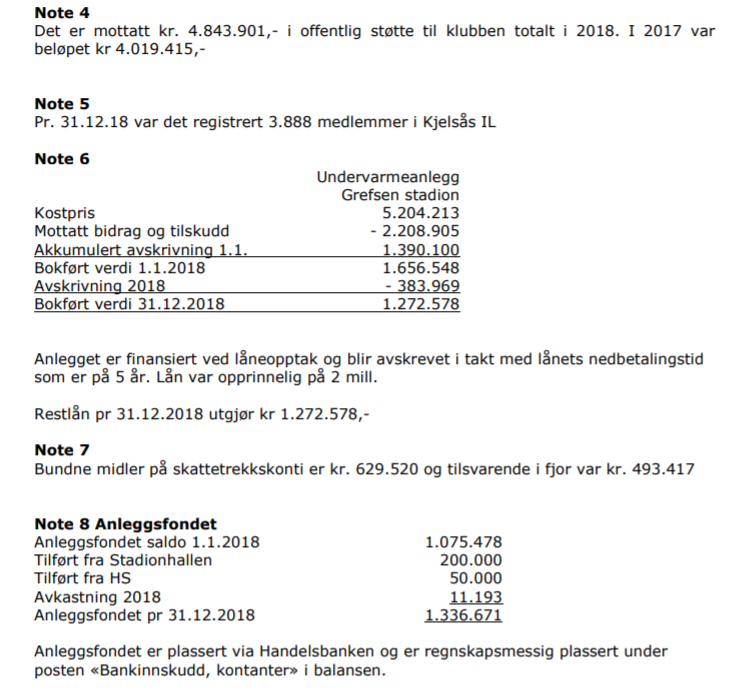 Note 4
Det er mottatt kr. 4.843.901,- i offentlig støtte til klubben totalt i 2018. I 2017 var
beløpet kr 4.019.415,-
Note 5
Pr. 31.12.18 var det registrert 3.888 medlemmer i Kjelsås IL
Note 6
Undervarmeanlegg
Grefsen stadion
Kostpris 5.204.213
Mottatt bidrag og tilskudd - 2.208.905
Akkumulert avskrivning 1.1. 1.390.100
Bokført verdi 1.1.2018 1.656.548
Avskrivning 2018 - 383.969
Bokført verdi 31.12.2018 1.272.578
Anlegget er finansiert ved låneopptak og blir avskrevet i takt med lånets nedbetalingstid
som er på 5 år. Lån var opprinnelig på 2 mill.
Restlån pr 31.12.2018 utgjør kr 1.272.578,-
Note 7
Bundne midler på skattetrekkskonti er kr. 629.520 og tilsvarende i fjor var kr. 493.417
Note 8 Anleggsfondet
Anleggsfondet saldo 1.1.2018 1.075.478
Tilført fra Stadionhallen 200.000
Tilført fra HS 50.000
Avkastning 2018 11.193
Anleggsfondet pr 31.12.2018 1.336.671
Anleggsfondet er plassert via Handelsbanken og er regnskapsmessig plassert under
posten «Bankinnskudd, kontanter» i balansen.